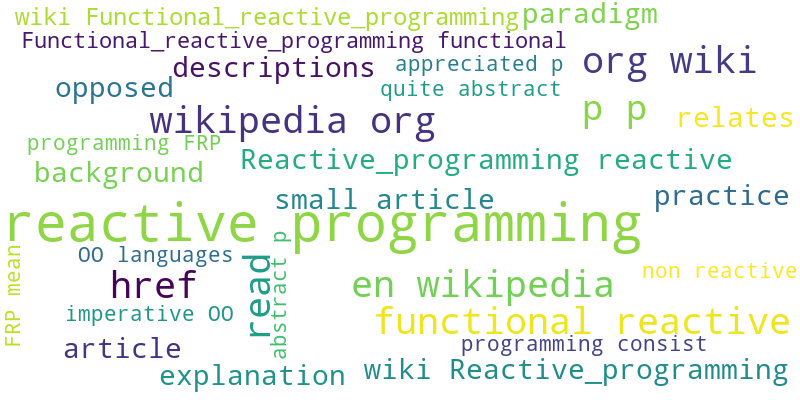 wiki Functional_reactive_programming
paradigm
Functional_reactive_programming functional
org wiki
descriptions
appreciated p
opposed
quite abstract
p p
wikipedia org
relates
programming FRP
Reactive_programming reactive
background
small article
practice
reactive programming
OO languages
abstract p
read
non reactive
href
en wikipedia
FRP mean
imperative OO
functional reactive
article
programming consist
explanation
wiki Reactive_programming